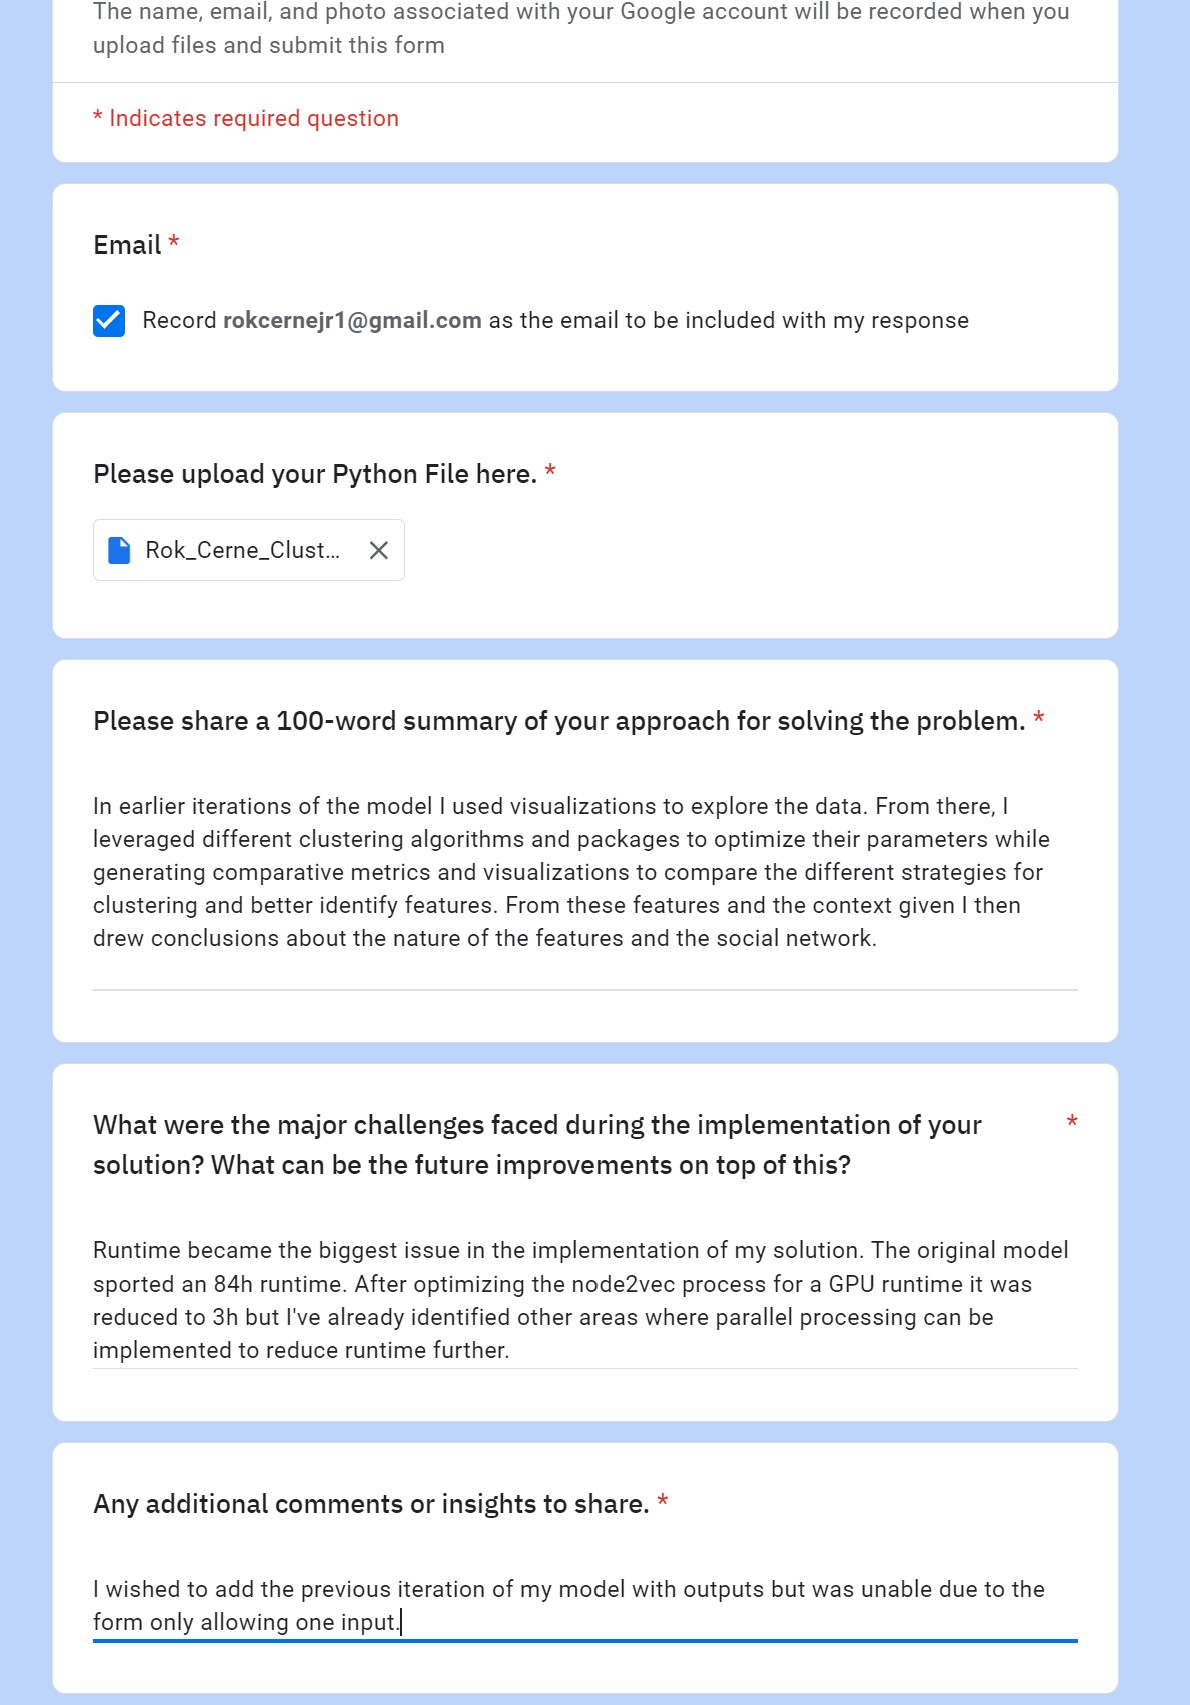 The name, email, and photo associated with your Google account will be recorded when you
upload files and submit this form
* Indicates required question
Email *
Record rokcernejr1@gmail.com as the email to be included with my response
Please upload your Python File here. *
Rok_Cerne_Clust...
Please share a 100-word summary of your approach for solving the problem. *
In earlier iterations of the model I used visualizations to explore the data. From there, I
leveraged different clustering algorithms and packages to optimize their parameters while
generating comparative metrics and visualizations to compare the different strategies for
clustering and better identify features. From these features and the context given I then
drew conclusions about the nature of the features and the social network.
What were the major challenges faced during the implementation of your *
solution? What can be the future improvements on top of this?
Runtime became the biggest issue in the implementation of my solution. The original model
sported an 84h runtime. After optimizing the node2vec process for a GPU runtime it was
reduced to 3h but I've already identified other areas where parallel processing can be
implemented to reduce runtime further.
Any additional comments or insights to share. *
I wished to add the previous iteration of my model with outputs but was unable due to the
form only allowing one input.